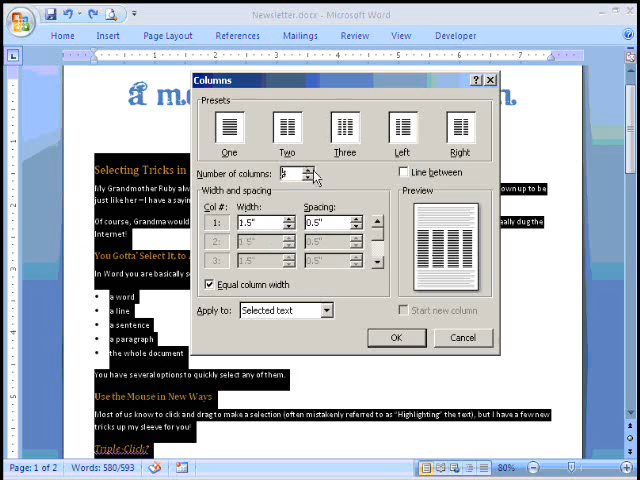 Newsletter.docx - Microsoft Word
Home Insert Page Layout References Mailings Review View Developer
a m
Columns
Presets
One Two Three Left Right
Number of columns:
Line between
Width and spacing
Preview
Col #: Width: Spacing:
1: 1.5" 0.5"
2: 1.5" 0.5"
3: 1.5" 0.5"
Equal column width
Apply to: Selected text
Start new column
OK Cancel
Selecting Tricks in
My Grandmother Ruby alw
own up to be
just like her—I have a sayin
Of course, Grandma would
eally dug the
Internet!
You Gotta' Select It, to
In Word you are basically s
• a word
• a line
• a sentence
• a paragraph
• the whole document
You have several options to quickly select any of them.
Use the Mouse in New Ways
Most of us know to click and drag to make a selection (often mistakenly referred to as "Highlighting" the text), but I have a few new
tricks up my sleeve for you!
Triple-Click!
Page: 1 of 2 Words: 580/593 80%